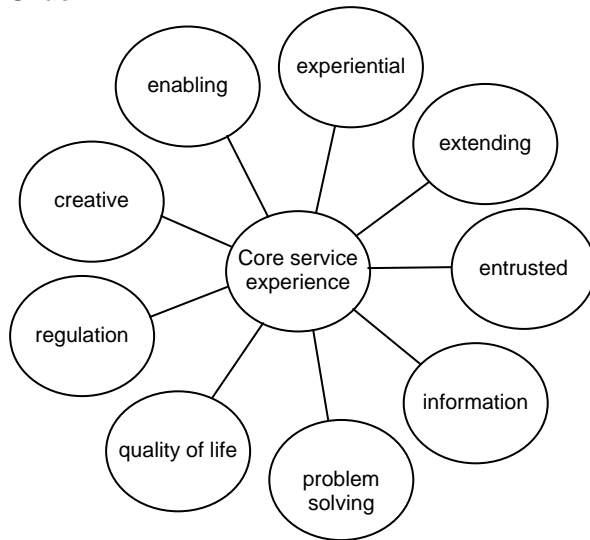 experiential
enabling
extending
creative
Core service
experience
entrusted
regulation
information
quality of life
problem
solving